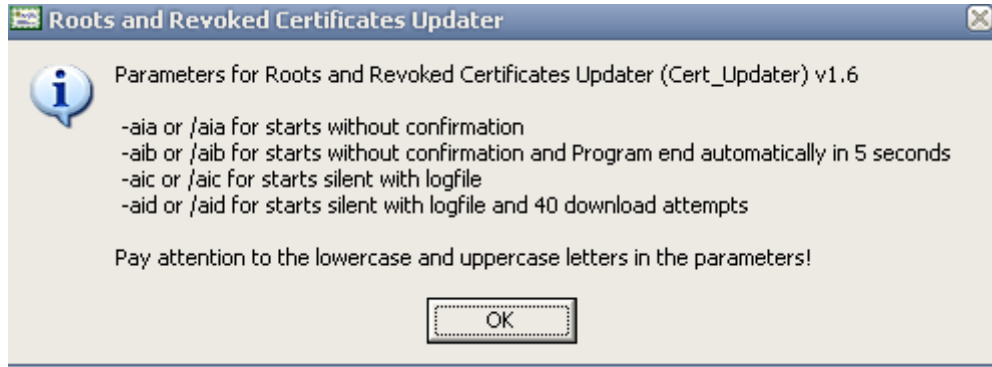 Roots and Revoked Certificates Updater
Parameters for Roots and Revoked Certificates Updater (Cert_Updater) v1.6
-aia or /aia for starts without confirmation
-aib or /aib for starts without confirmation and Program end automatically in 5 seconds
-aic or /aic for starts silent with logfile
-aid or /aid for starts silent with logfile and 40 download attempts
Pay attention to the lowercase and uppercase letters in the parameters!
OK